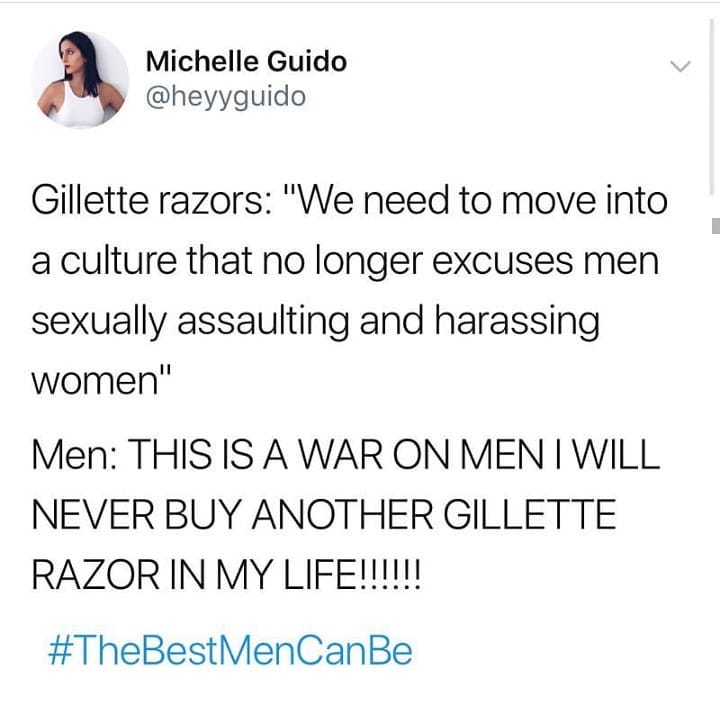 Michelle Guido
@heyyguido
Gillette razors: "We need to move into
a culture that no longer excuses men
sexually assaulting and harassing
women"
Men: THIS IS A WAR ON MEN I WILL
NEVER BUY ANOTHER GILLETTE
RAZOR IN MY LIFE!!!!!!
#TheBestMenCanBe